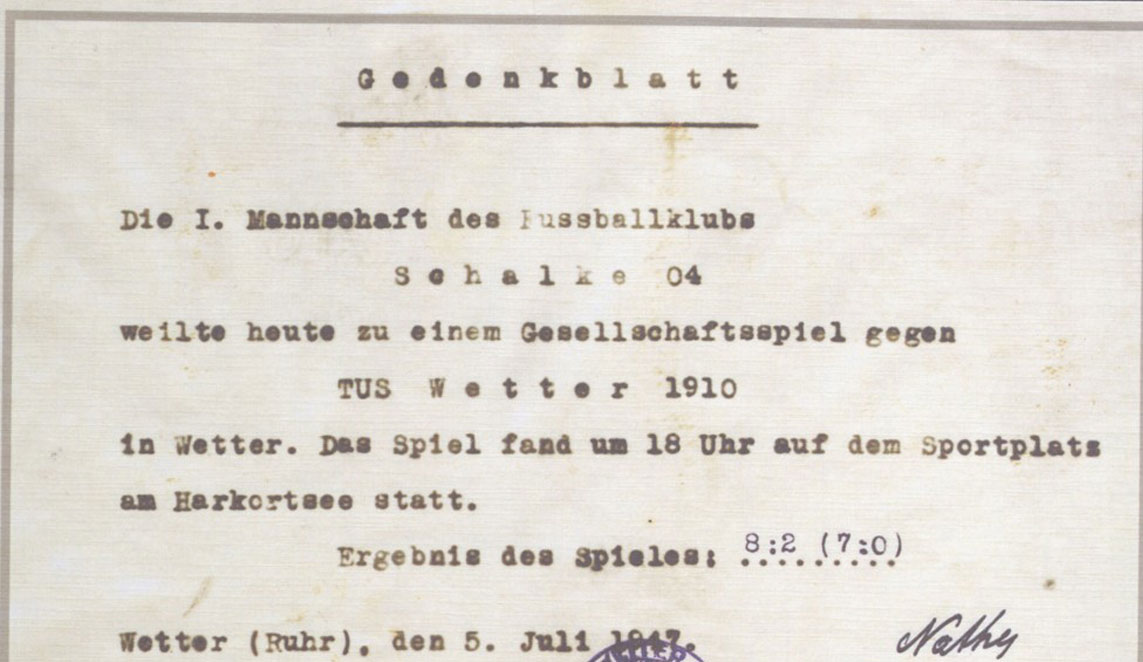 Gedenkblatt
Die I. Mannschaft des Fussballklubs
Schalke 04
weilte heute zu einem Gesellschaftsspiel gegen
TUS Wetter 1910
in Wetter. Das Spiel fand um 18 Uhr auf dem Sportplatz
am Harkortsee statt.
Ergebnis des Spieles: 8:2 (7:0)
Wetter (Ruhr), den 5. Juli 1947.